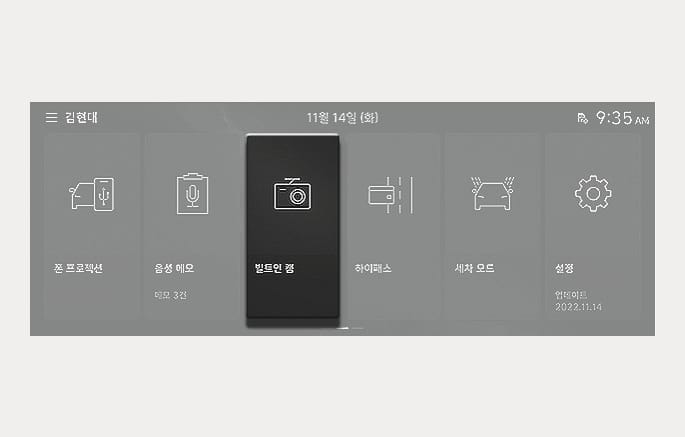 김현대
11월 14일 (화)
9:35 AM
폰 프로젝션
음성 메모
메모 3건
빌트인 캠
하이패스
세차 모드
설정
업데이트
2022.11.14